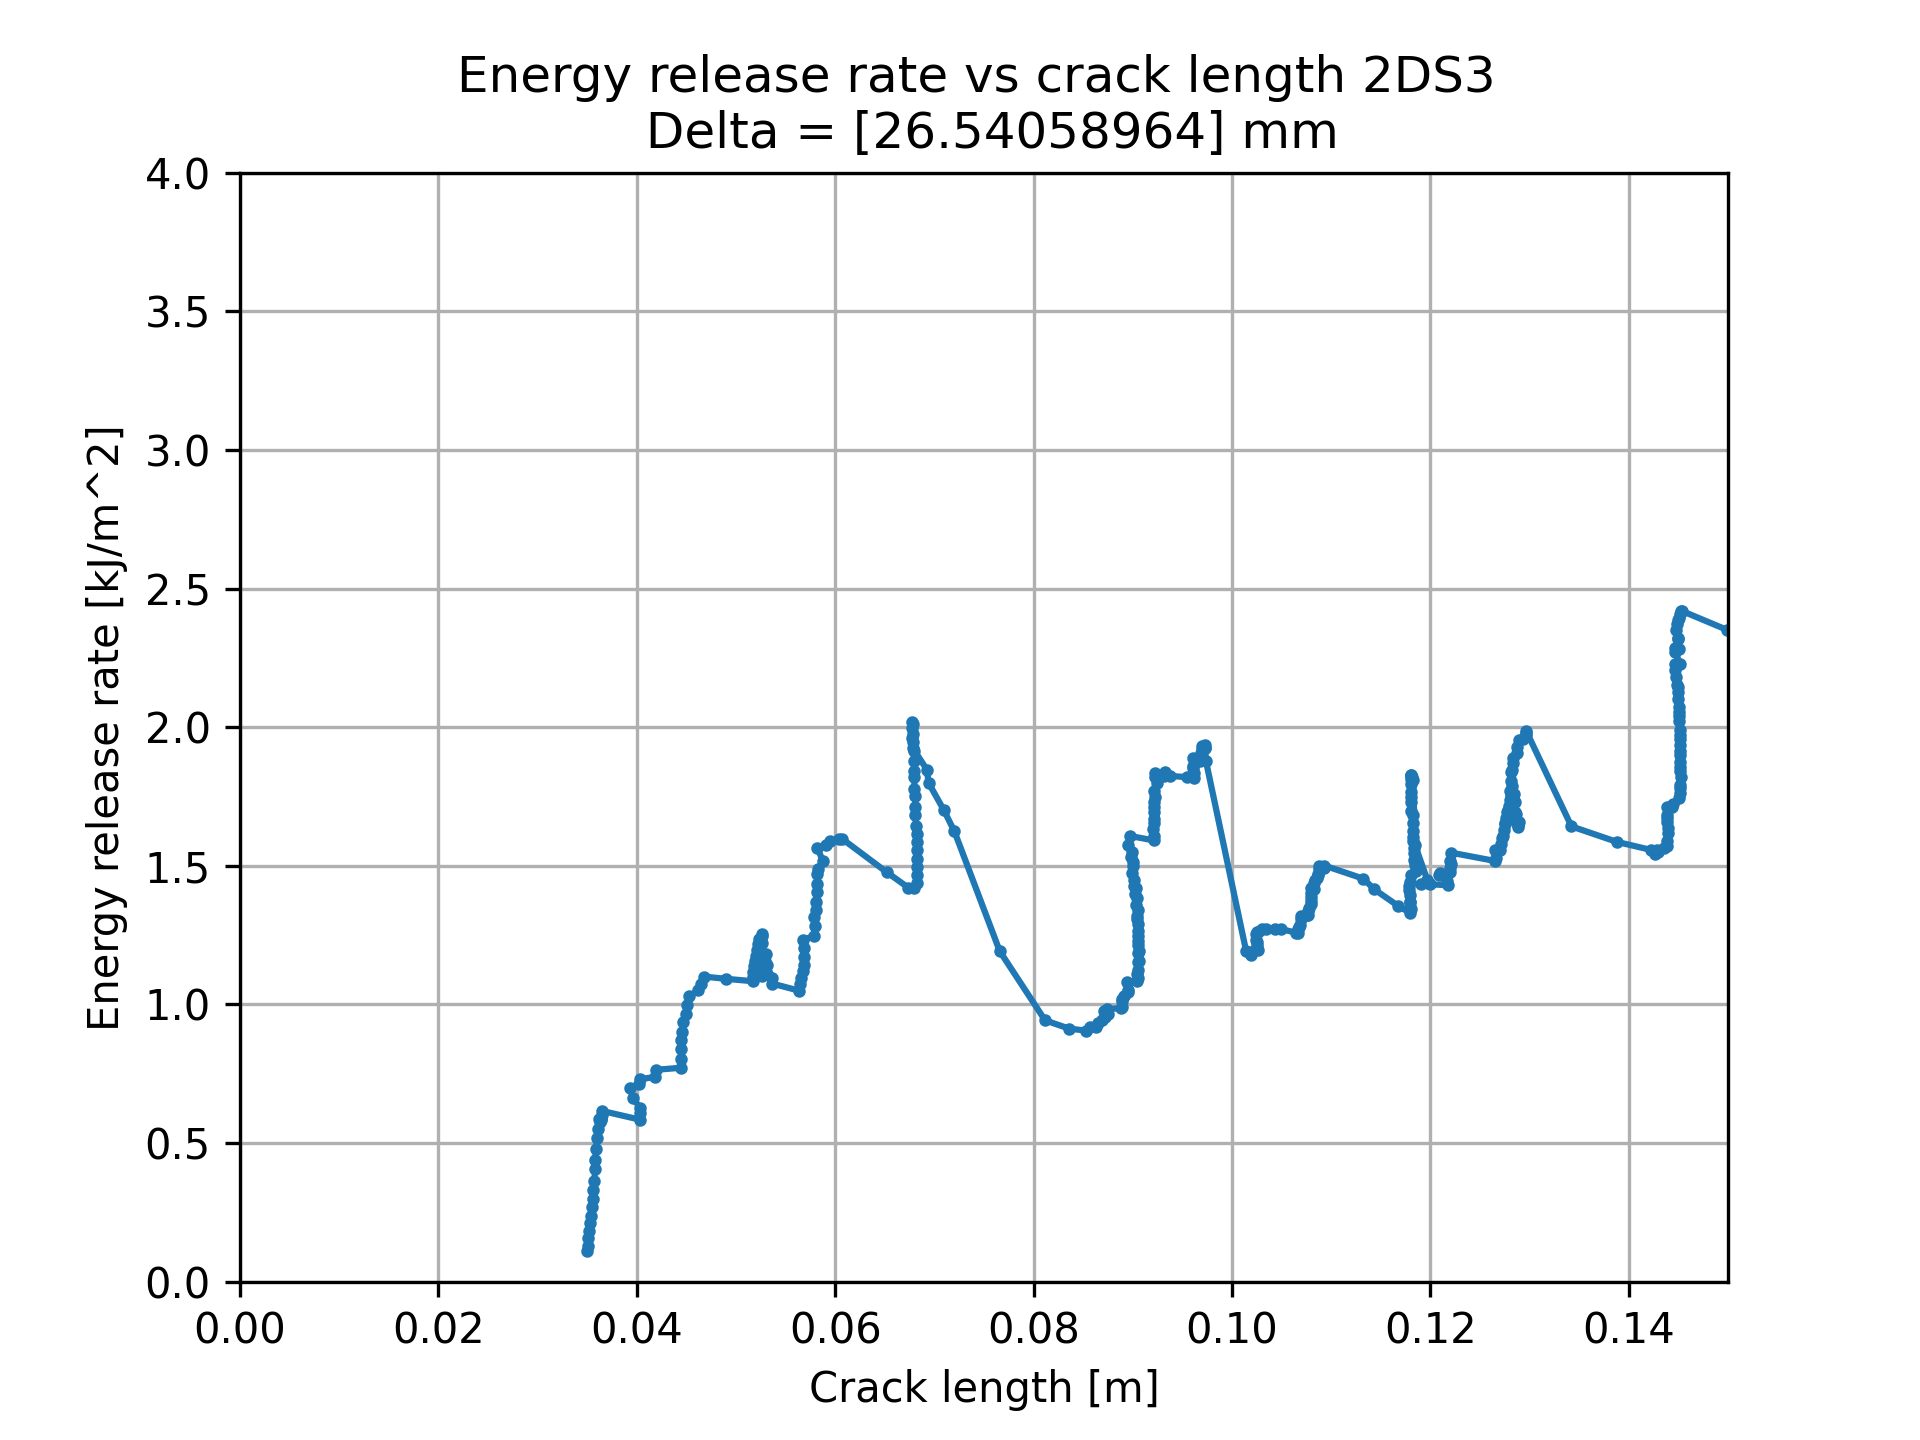 Energy release rate vs crack length 2DS3
Delta = [26.54058964] mm
Energy release rate [kJ/m^2]
4.0
3.5
3.0
2.5
2.0
1.5
1.0
0.5
0.0
0.00 0.02 0.04 0.06 0.08 0.10 0.12 0.14
Crack length [m]